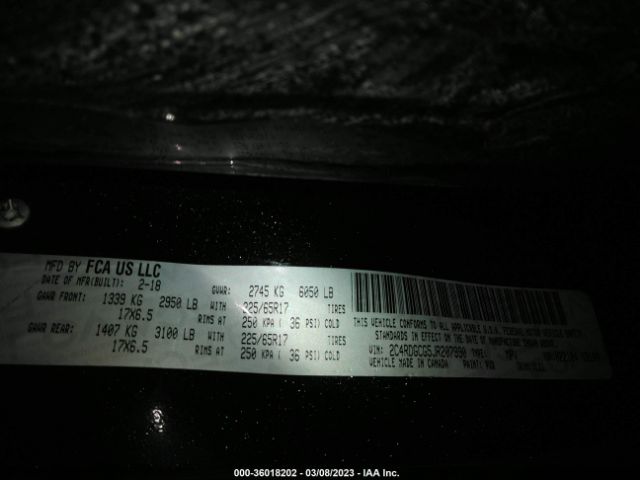 MFD BY FCA US LLC
DATE OF MFR(BUILT): 2-18 GVWR: 2745 KG 6050 LB
GAWR FRONT: 1339 KG 2950 LB WITH 225/65R17 TIRES
17X6.5 RIMS AT 250 KPA ( 36 PSI) COLD
GAWR REAR: 1407 KG 3100 LB WITH 225/65R17 TIRES
17X6.5 RIMS AT 250 KPA ( 36 PSI) COLD
THIS VEHICLE CONFORMS TO ALL APPLICABLE U.S.A. FEDERAL MOTOR VEHICLE SAFETY
STANDARDS IN EFFECT ON THE DATE OF MANUFACTURE SHOWN ABOVE
VIN: 2C4RDGCG5JR207990 TYPE: MPV
VEHICLE MADE IN CANADA PAINT:
000-36018202 - 03/08/2023 - IAA Inc.